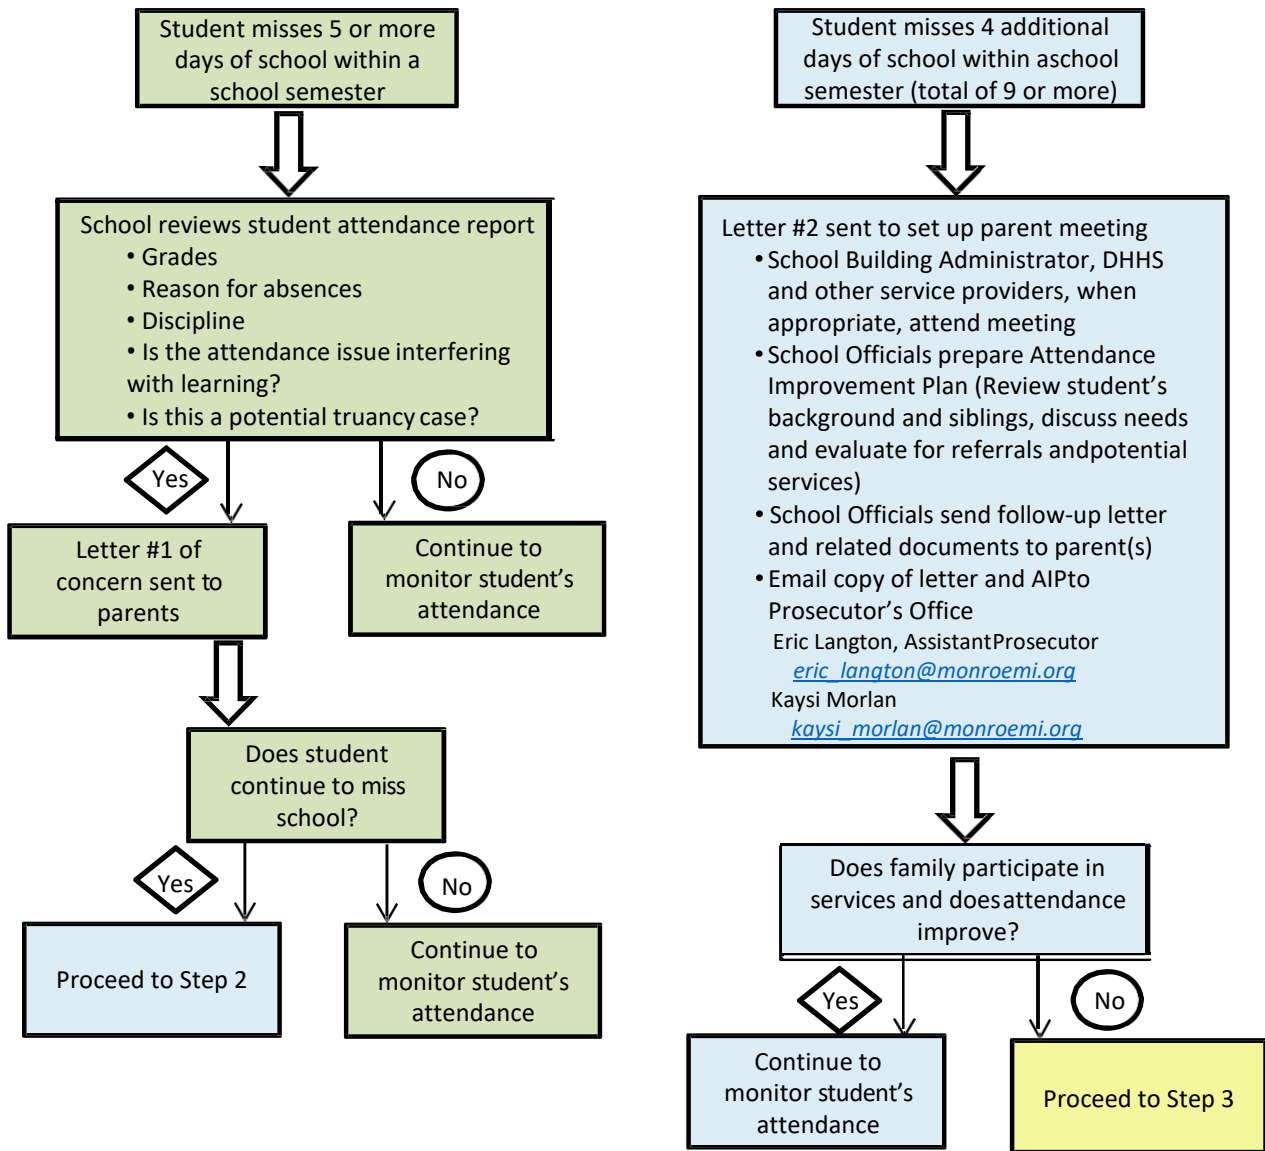 Student misses 5 or more
days of school within a
school semester
School reviews student attendance report
• Grades
• Reason for absences
• Discipline
• Is the attendance issue interfering
with learning?
• Is this a potential truancy case?
Yes
No
Letter #1 of
concern sent to
parents
Continue to
monitor student's
attendance
Does student
continue to miss
school?
Yes
No
Proceed to Step 2
Continue to
monitor student's
attendance
Student misses 4 additional
days of school within aschool
semester (total of 9 or more)
Letter #2 sent to set up parent meeting
• School Building Administrator, DHHS
and other service providers, when
appropriate, attend meeting
• School Officials prepare Attendance
Improvement Plan (Review student's
background and siblings, discuss needs
and evaluate for referrals andpotential
services)
• School Officials send follow-up letter
and related documents to parent(s)
• Email copy of letter and AIPto
Prosecutor's Office
Eric Langton, AssistantProsecutor
eric_langton@monroemi.org
Kaysi Morlan
kaysi_morlan@monroemi.org
Does family participate in
services and doesattendance
improve?
Yes
No
Continue to
monitor student's
attendance
Proceed to Step 3